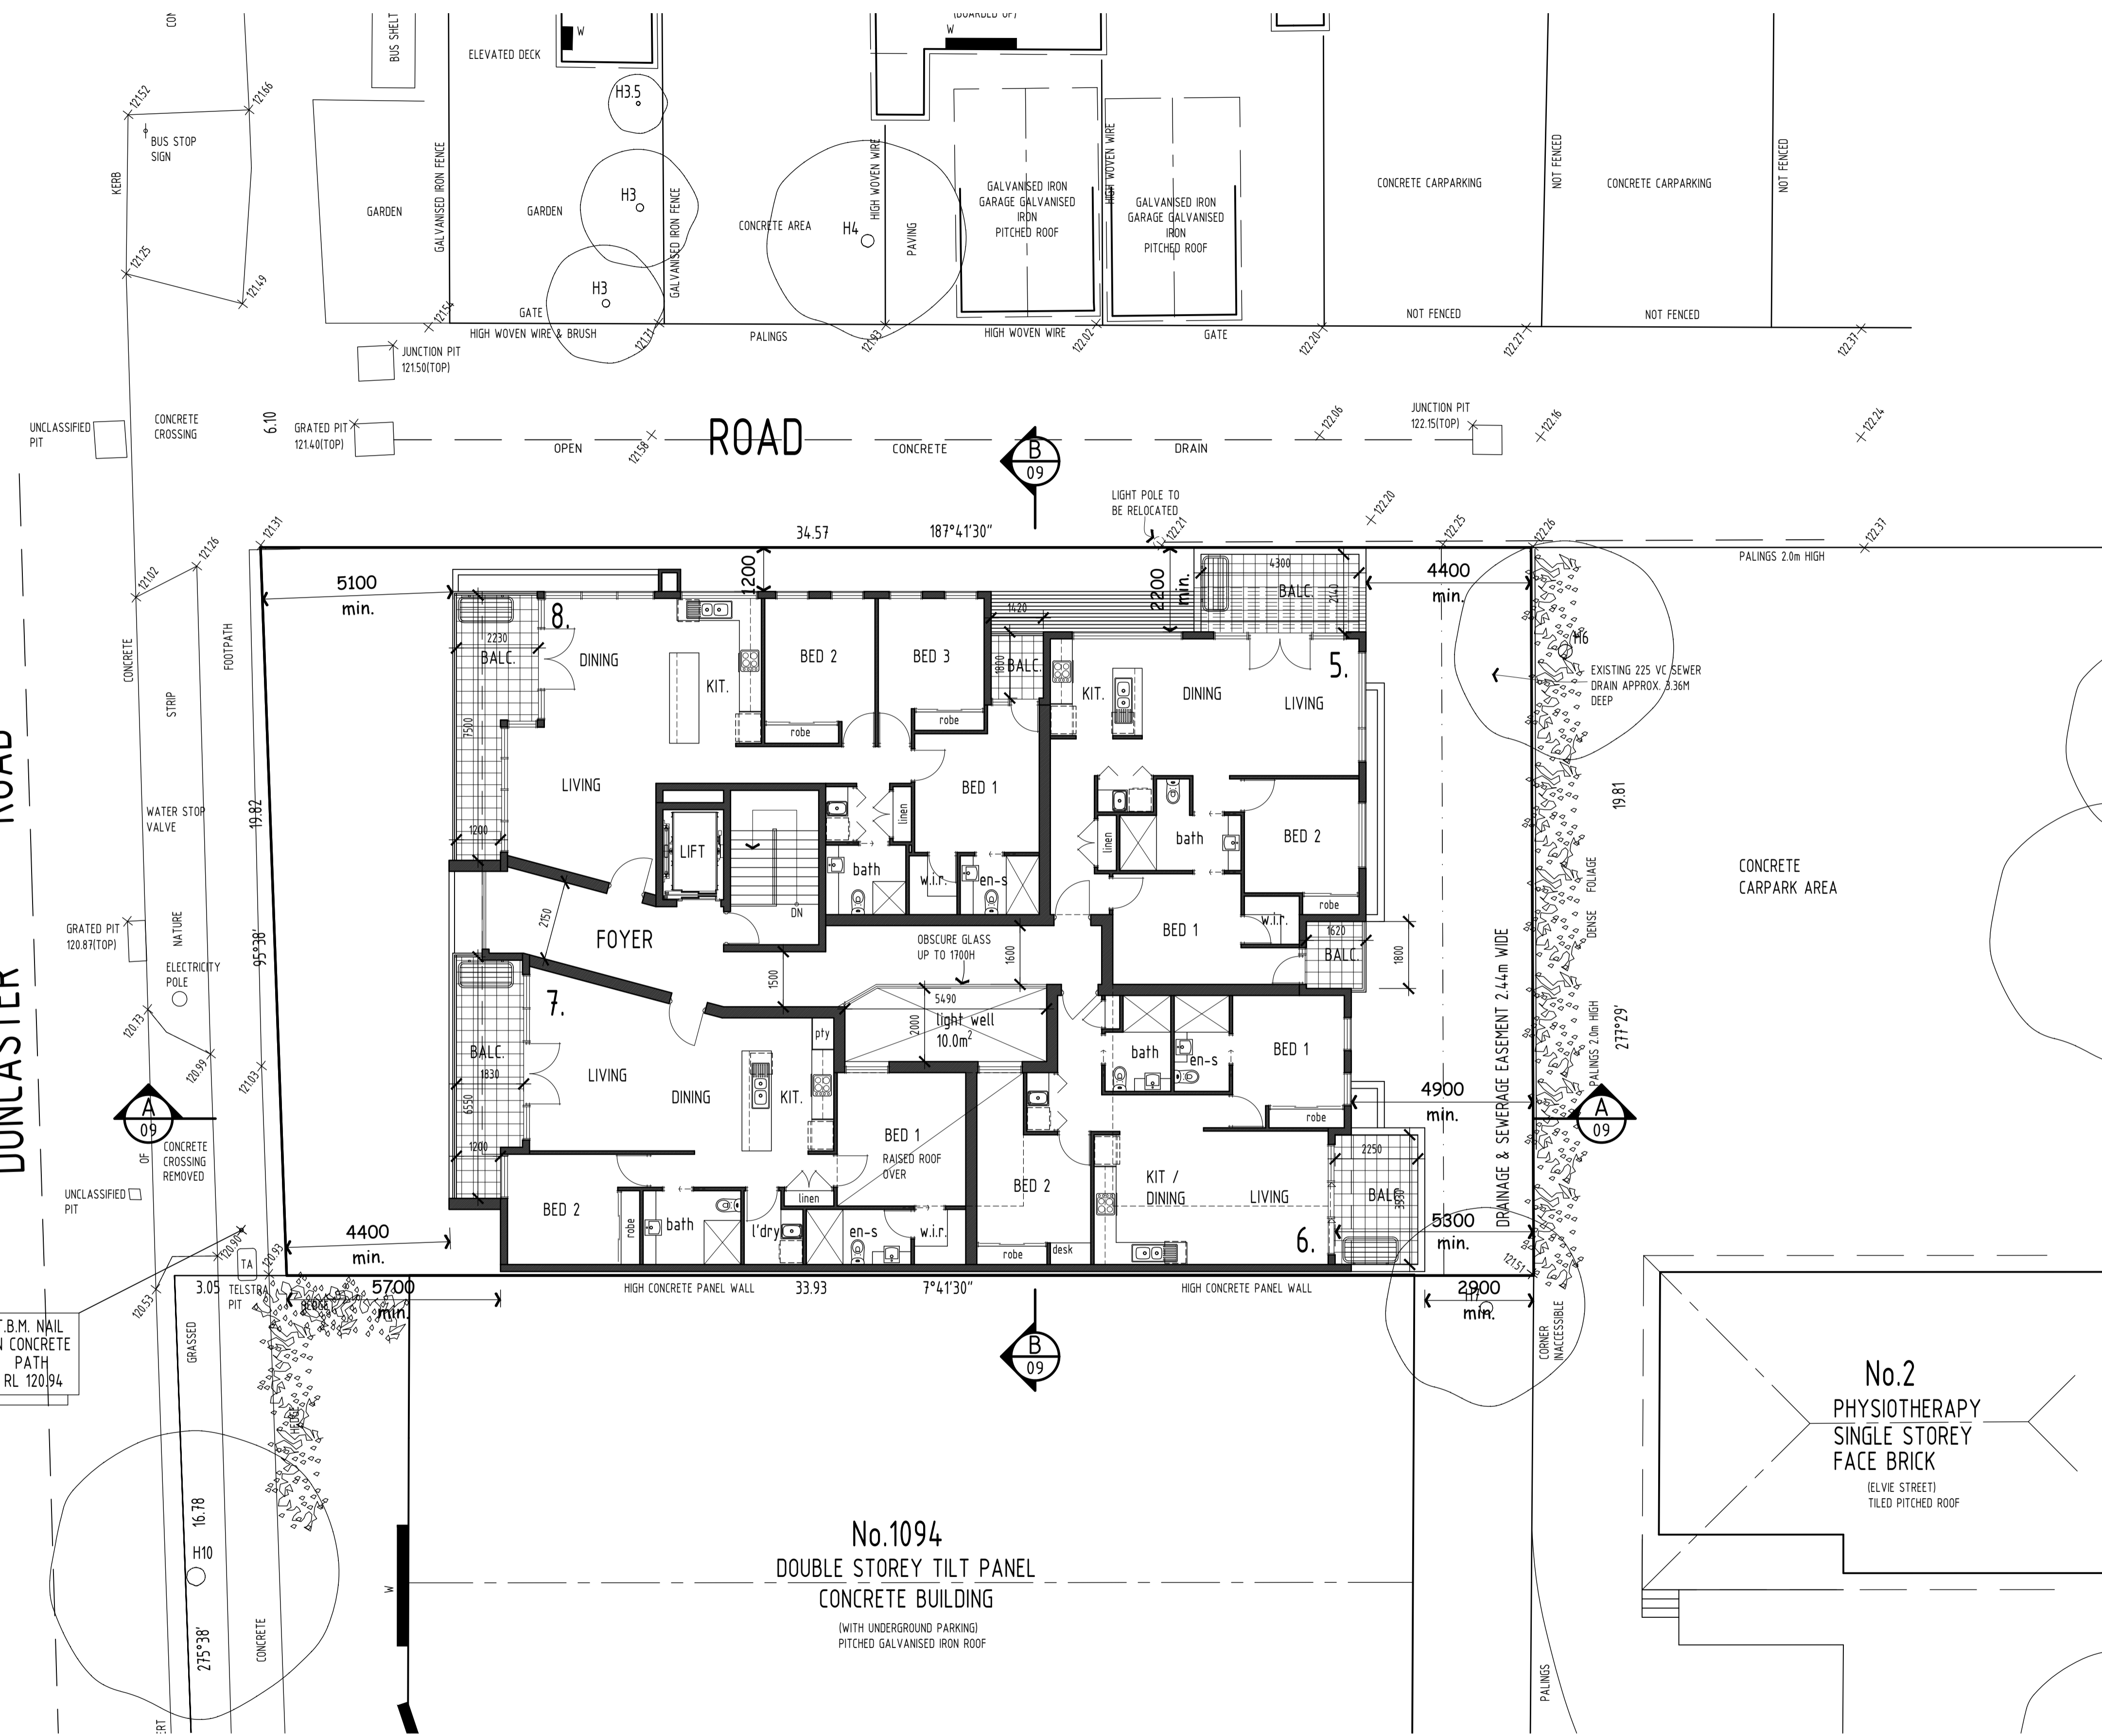 BUS SHELT
W
ELEVATED DECK
(BOARDED UP)
W
H3.5
121.52
121.66
BUS STOP
SIGN
KERB
GALVANISED IRON FENCE
GARDEN
GARDEN
H3
GALVANISED IRON FENCE
CONCRETE AREA
H4
HIGH WOVEN WIRE
PAVING
GALVANISED IRON
GARAGE GALVANISED
IRON
PITCHED ROOF
HIGH WOVEN WIRE
GALVANISED IRON
GARAGE GALVANISED
IRON
PITCHED ROOF
CONCRETE CARPARKING
NOT FENCED
CONCRETE CARPARKING
NOT FENCED
121.25
121.49
H3
121.54
GATE
HIGH WOVEN WIRE & BRUSH
121.71
PALINGS
121.93
HIGH WOVEN WIRE
122.02
GATE
122.20
NOT FENCED
122.27
NOT FENCED
122.37
JUNCTION PIT
121.50(TOP)
UNCLASSIFIED
PIT
CONCRETE
CROSSING
6.10
GRATED PIT
121.40(TOP)
OPEN
121.58
ROAD
CONCRETE
B
09
DRAIN
122.06
JUNCTION PIT
122.15(TOP)
122.16
122.24
LIGHT POLE TO
BE RELOCATED
122.21
122.20
122.25
122.26
122.37
PALINGS 2.0m HIGH
121.31
121.26
121.02
34.57
187°41'30"
5100
min.
1200
2200
min.
4300
BALC.
2140
4400
min.
8.
2230
BALC.
DINING
KIT.
BED 2
BED 3
1420
1800
BALC.
KIT.
DINING
5.
LIVING
H6
EXISTING 225 VC SEWER
DRAIN APPROX. 3.36M
DEEP
CONCRETE
FOOTPATH
STRIP
7500
robe
robe
LIVING
BED 1
WATER STOP
VALVE
19.82
1200
LIFT
linen
bath
w.i.r.
en-s
DN
linen
bath
BED 2
robe
19.81
CONCRETE
CARPARK AREA
DENSE FOLIAGE
GRATED PIT
120.87(TOP)
NATURE
95°38'
2150
FOYER
1500
OBSCURE GLASS
UP TO 1700H
1600
BED 1
w.i.r.
1620
BALC.
1800
ELECTRICITY
POLE
120.73
120.99
121.03
DONCASTER ROAD
7.
BALC.
1830
6550
1200
LIVING
DINING
pty
KIT.
5490
light well
10.0m²
2000
bath
en-s
BED 1
robe
DRAINAGE & SEWERAGE EASEMENT 2.44m WIDE
PALINGS 2.0m HIGH
277°29'
4900
min.
A
09
A
09
OF
CONCRETE
CROSSING
REMOVED
UNCLASSIFIED
PIT
BED 1
RAISED ROOF
OVER
BED 2
KIT /
DINING
LIVING
2250
BALC.
3930
6.
5300
min.
BED 2
robe
bath
l'dry
linen
en-s
w.i.r.
robe
desk
4400
min.
120.90
120.93
TA
3.05
TELSTRA
PIT
120.53
5700
min.
HEDGE
HIGH CONCRETE PANEL WALL
33.93
7°41'30"
HIGH CONCRETE PANEL WALL
121.51
2900
min.
H7
CORNER
INACCESSIBLE
T.B.M. NAIL
IN CONCRETE
PATH
RL 120.94
GRASSED
HEDGE
B
09
No.2
PHYSIOTHERAPY
SINGLE STOREY
FACE BRICK
(ELVIE STREET)
TILED PITCHED ROOF
16.78
H10
275°38'
CONCRETE
W
No.1094
DOUBLE STOREY TILT PANEL
CONCRETE BUILDING
(WITH UNDERGROUND PARKING)
PITCHED GALVANISED IRON ROOF
PALINGS